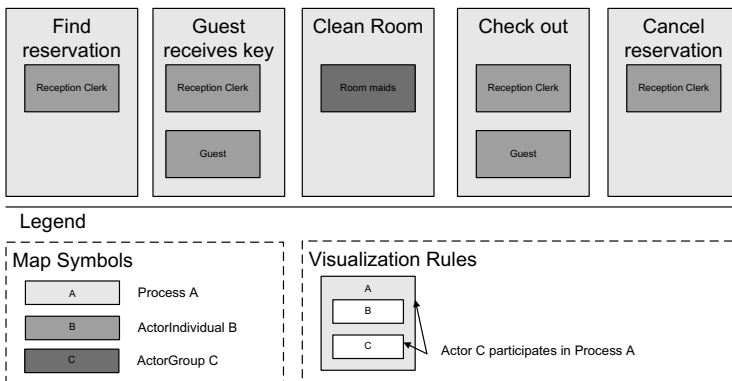 Find
reservation
Reception Clerk
Guest
receives key
Reception Clerk
Guest
Clean Room
Room maids
Check out
Reception Clerk
Guest
Cancel
reservation
Reception Clerk
Legend
Map Symbols
A
Process A
B
ActorIndividual B
C
ActorGroup C
Visualization Rules
A
B
C
Actor C participates in Process A